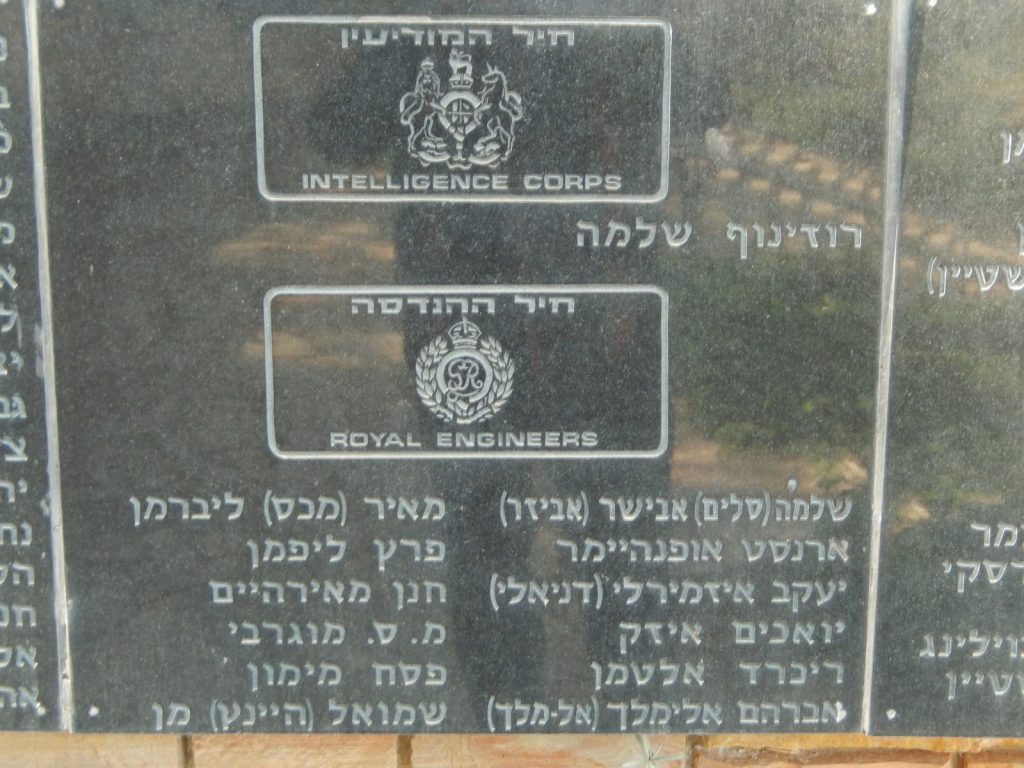 חיל המודיעין
INTELLIGENCE CORPS
רוזינוף שלמה
חיל ההנדסה
ROYAL ENGINEERS
שלמה (סלים) אבישר (אביזר)
ארנסט אופנהיימר
יעקב איזמירלי (דניאלי)
יואכים איזק
ריכרד אלטמן
אברהם אלימלך (אל-מלך)
מאיר (מכס) ליברמן
פרץ ליפמן
חנן מאירהיים
מ. ס. מוגרבי
פסח מימון
שמואל (היינץ) מן